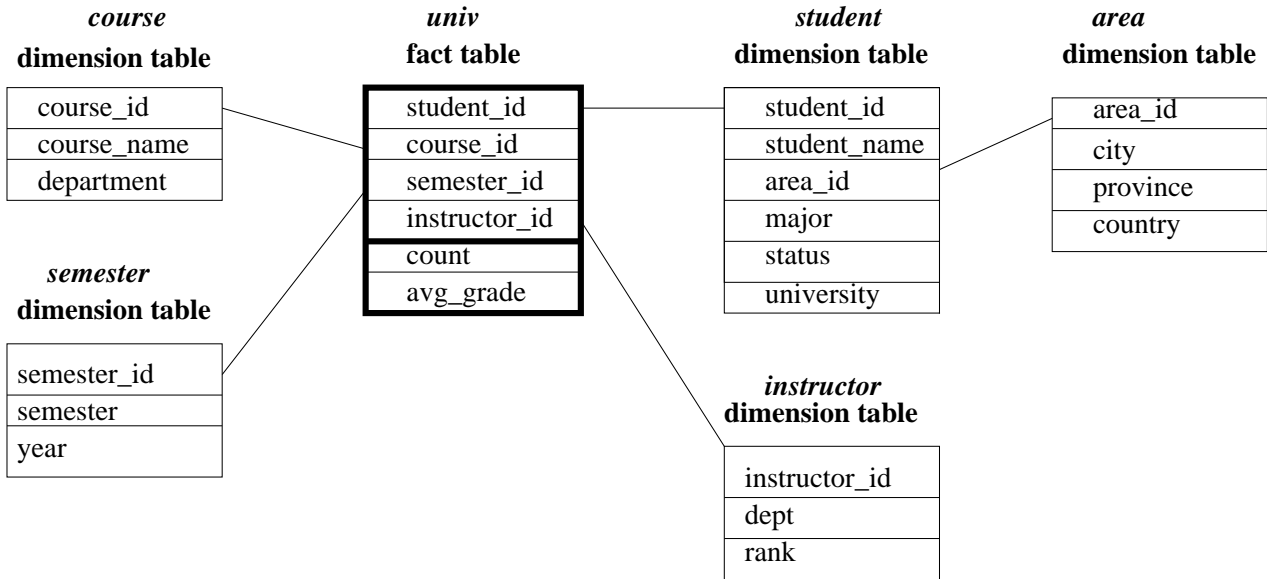 course
dimension table
course_id
course_name
department
univ
fact table
student_id
course_id
semester_id
instructor_id
count
avg_grade
student
dimension table
student_id
student_name
area_id
major
status
university
area
dimension table
area_id
city
province
country
semester
dimension table
semester_id
semester
year
instructor
dimension table
instructor_id
dept
rank